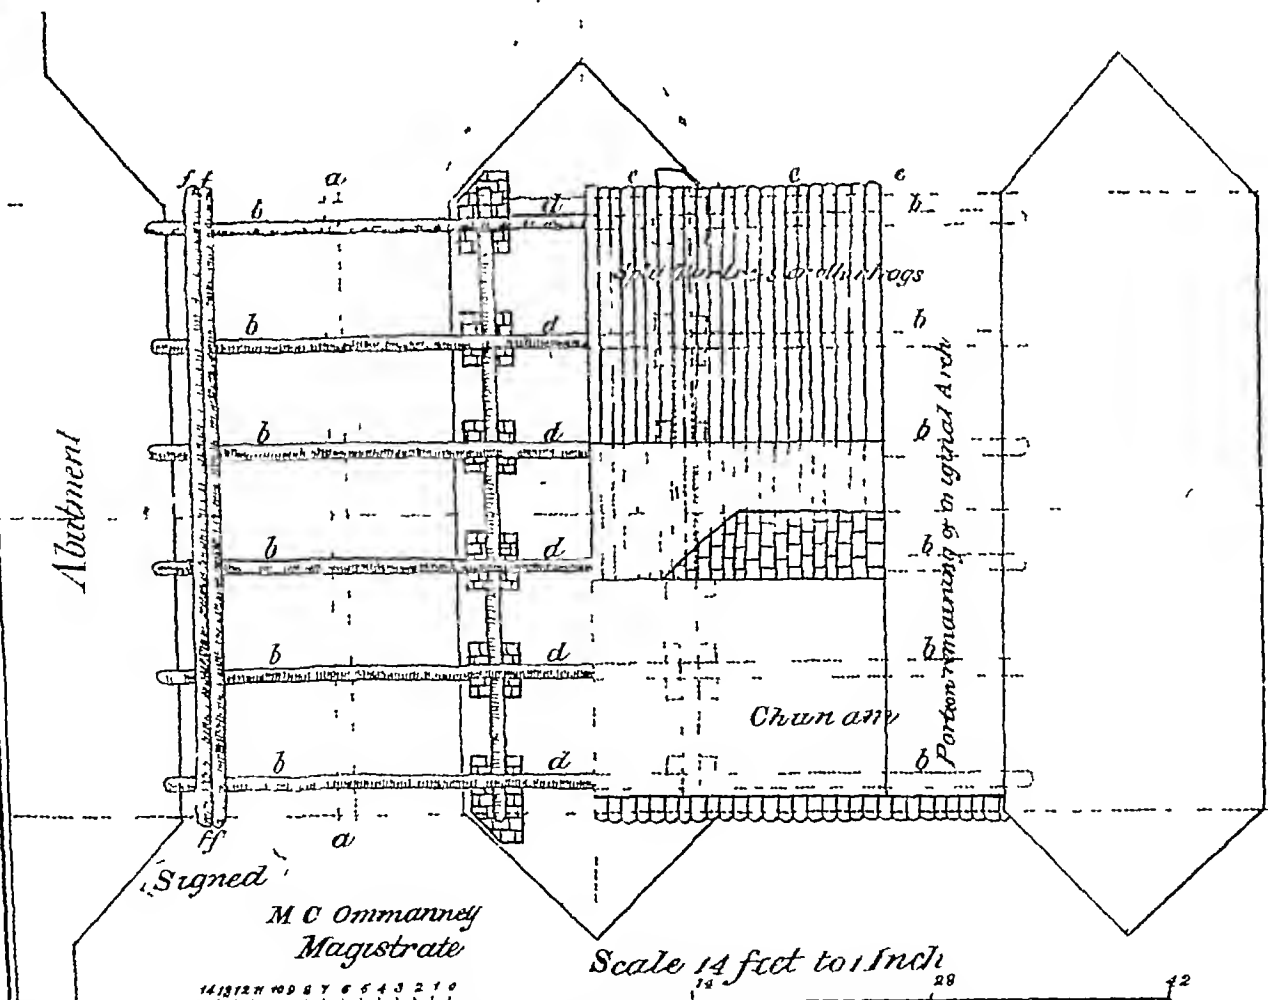 f f a c c e
b d b
b d b
b d b
b d b
b d b
b d b
Abutment
Portion remaining of original Arch
Chunam
ff a
Signed
M C Ommanney
Magistrate
Scale 14 feet to 1 Inch
14 13 12 11 10 9 8 7 6 5 4 3 2 1 0 14 28 42